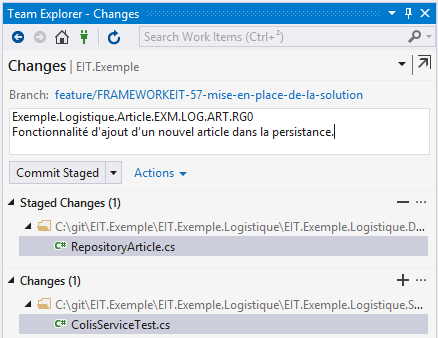 Team Explorer - Changes
Search Work Items (Ctrl+²)
Changes | EIT.Exemple
Branch: feature/FRAMEWORKEIT-57-mise-en-place-de-la-solution
Exemple.Logistique.Article.EXM.LOG.ART.RG0
Fonctionnalité d'ajout d'un nouvel article dans la persistance.
Commit Staged Actions
Staged Changes (1)
C:\git\EIT.Exemple\EIT.Exemple.Logistique\EIT.Exemple.Logistique.D...
C# RepositoryArticle.cs
Changes (1)
C:\git\EIT.Exemple\EIT.Exemple.Logistique\EIT.Exemple.Logistique.S...
C# ColisServiceTest.cs